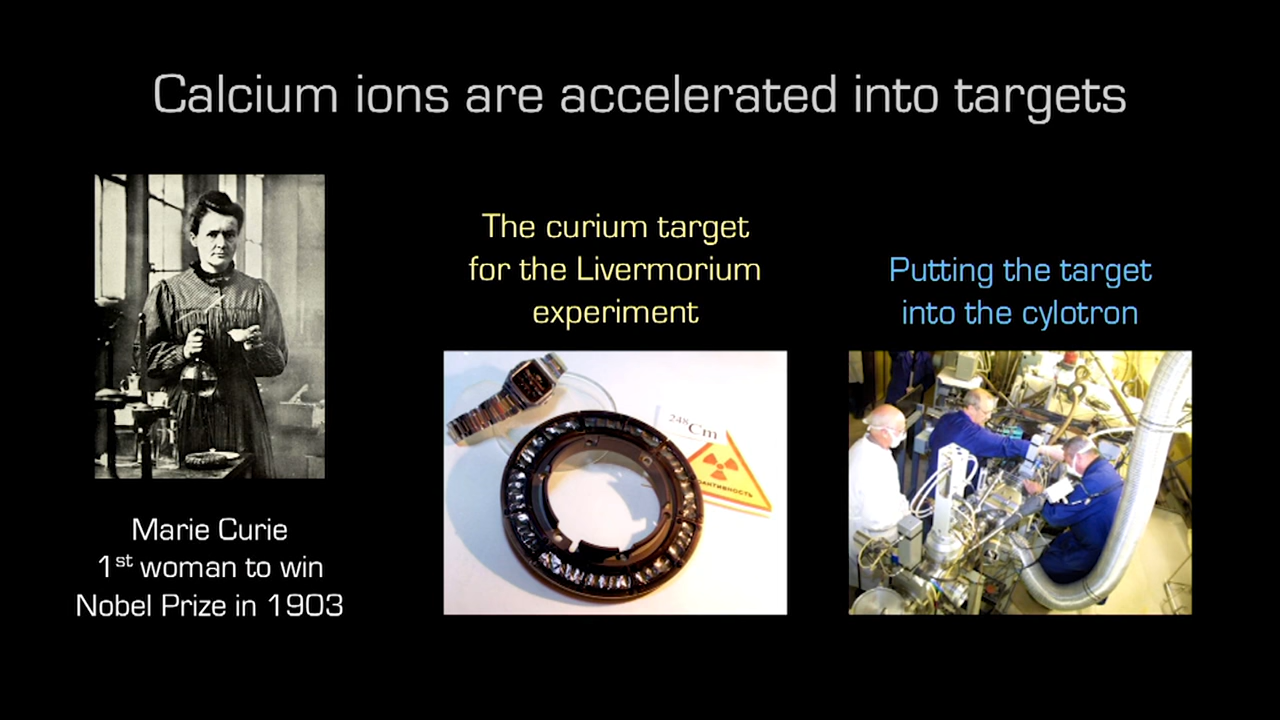 Calcium ions are accelerated into targets
The curium target
for the Livermorium
experiment
Putting the target
into the cylotron
²⁴⁸Cm
Marie Curie
1st woman to win
Nobel Prize in 1903